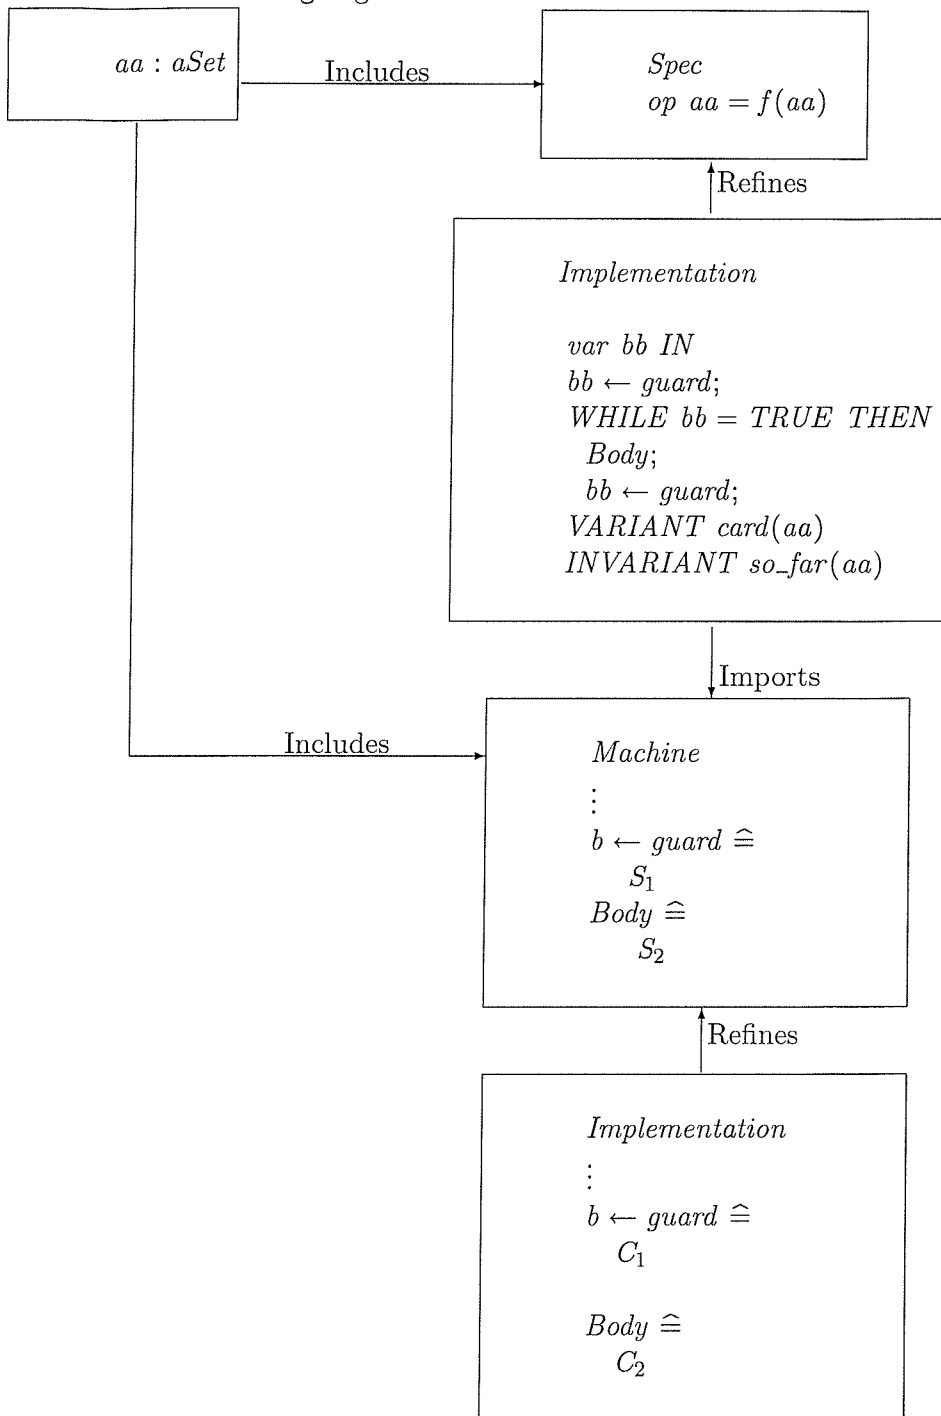 aa : aSet
Includes
Spec
op aa = f(aa)
Refines
Implementation
var bb IN
bb ← guard;
WHILE bb = TRUE THEN
Body;
bb ← guard;
VARIANT card(aa)
INVARIANT so_far(aa)
Imports
Includes
Machine
⋮
b ← guard ≙
S₁
Body ≙
S₂
Refines
Implementation
⋮
b ← guard ≙
C₁
Body ≙
C₂